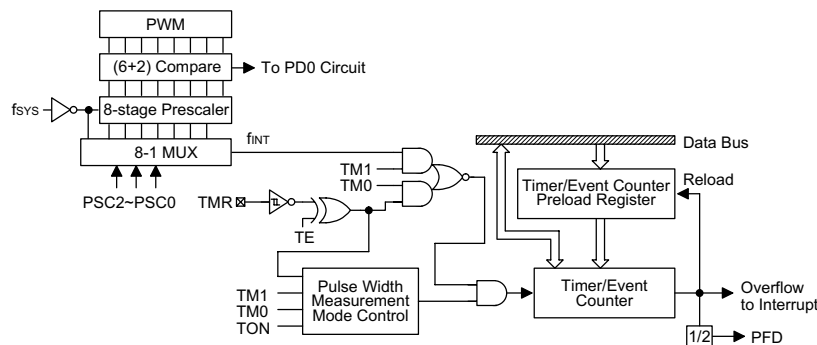 PWM
(6+2) Compare
To PD0 Circuit
fSYS
8-stage Prescaler
8-1 MUX
fINT
PSC2~PSC0
TM1
TM0
TMR
TE
Data Bus
Timer/Event Counter
Preload Register
Reload
TM1
TM0
TON
Pulse Width
Measurement
Mode Control
Timer/Event
Counter
Overflow
to Interrupt
1/2
PFD